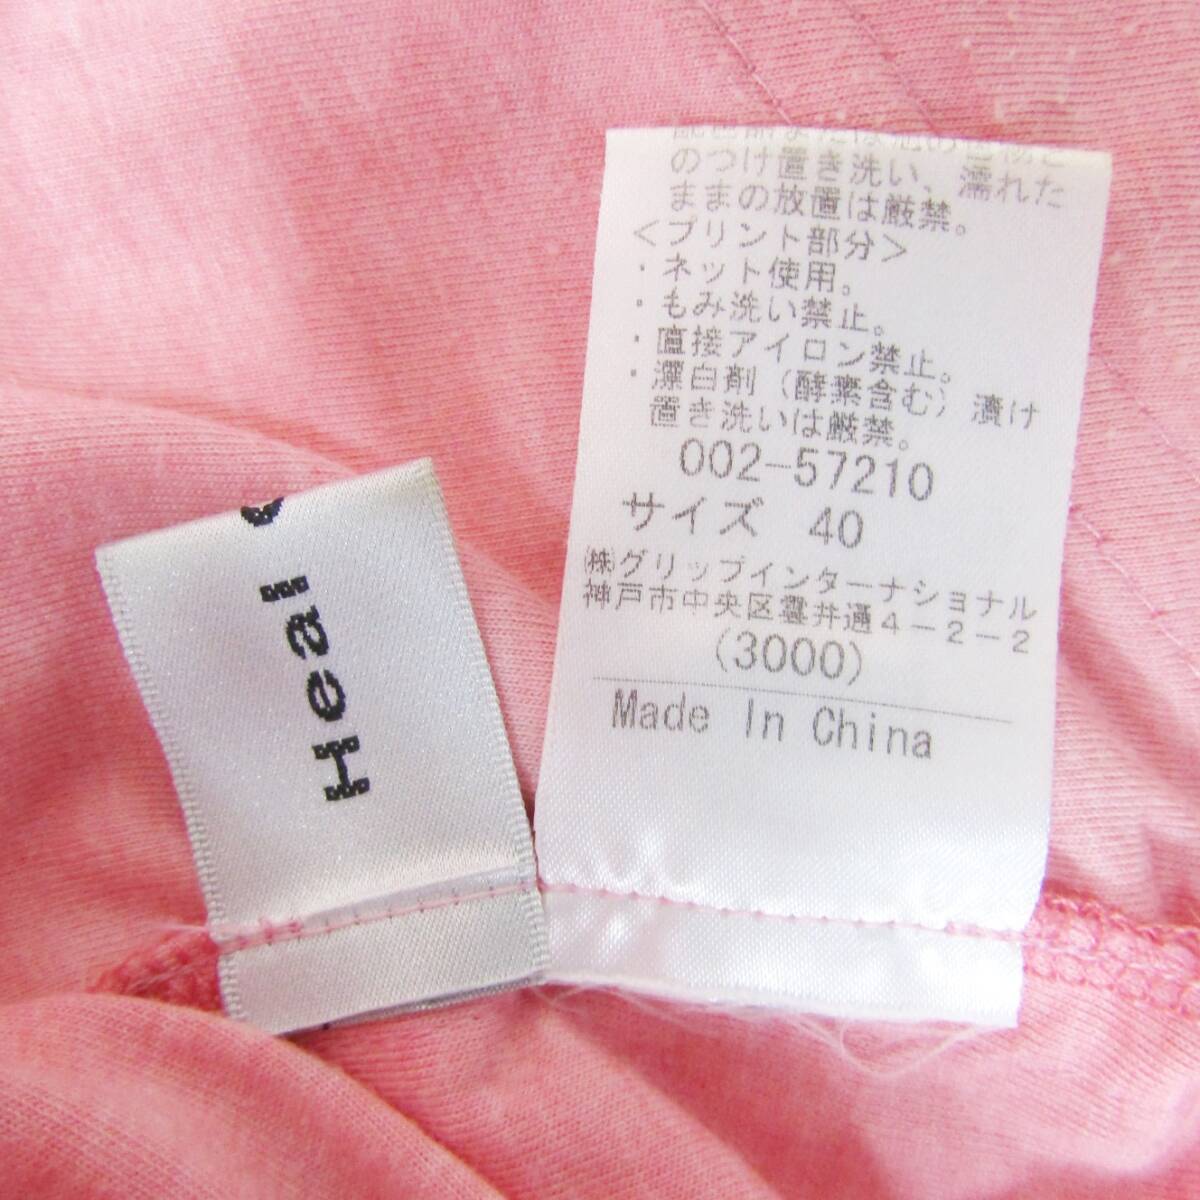 のつけ置き洗い、濡れた
ままの放置は厳禁。
＜プリント部分＞
・ネット使用。
・もみ洗い禁止。
・直接アイロン禁止。
・漂白剤（酵素含む）漬け
置き洗いは厳禁。
002-57210
サイズ 40
㈱グリップインターナショナル
神戸市中央区雲井通４－２－２
(3000)
Made In China
Heal